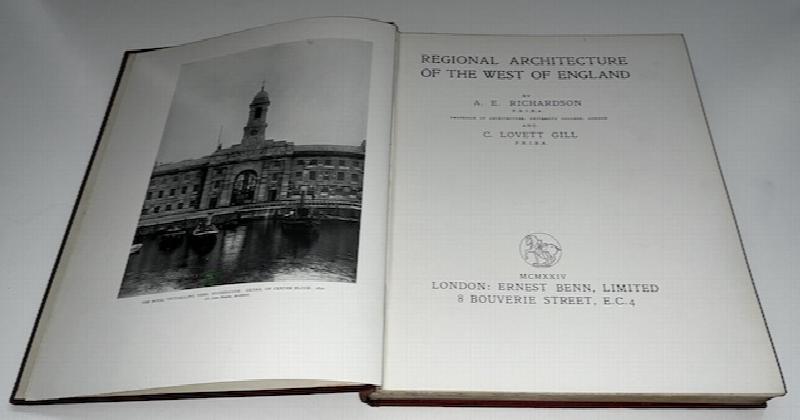 REGIONAL ARCHITECTURE
OF THE WEST OF ENGLAND
BY
A. E. RICHARDSON
F.R.I.B.A.
AND
C. LOVETT GILL
F.R.I.B.A.
MCMXXIV
LONDON: ERNEST BENN, LIMITED
8 BOUVERIE STREET, E.C.4